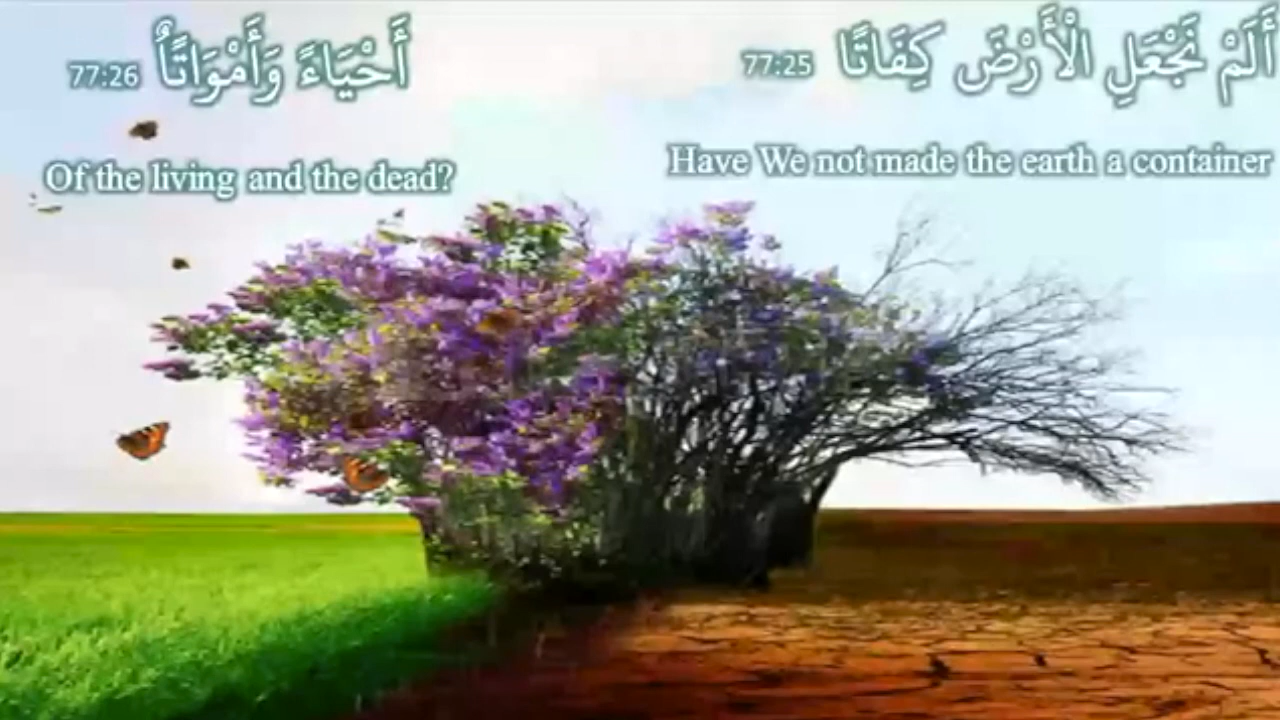 أَلَمْ نَجْعَلِ الْأَرْضَ كِفَاتًا 77:25
Have We not made the earth a container
أَحْيَاءً وَأَمْوَاتًا 77:26
Of the living and the dead?